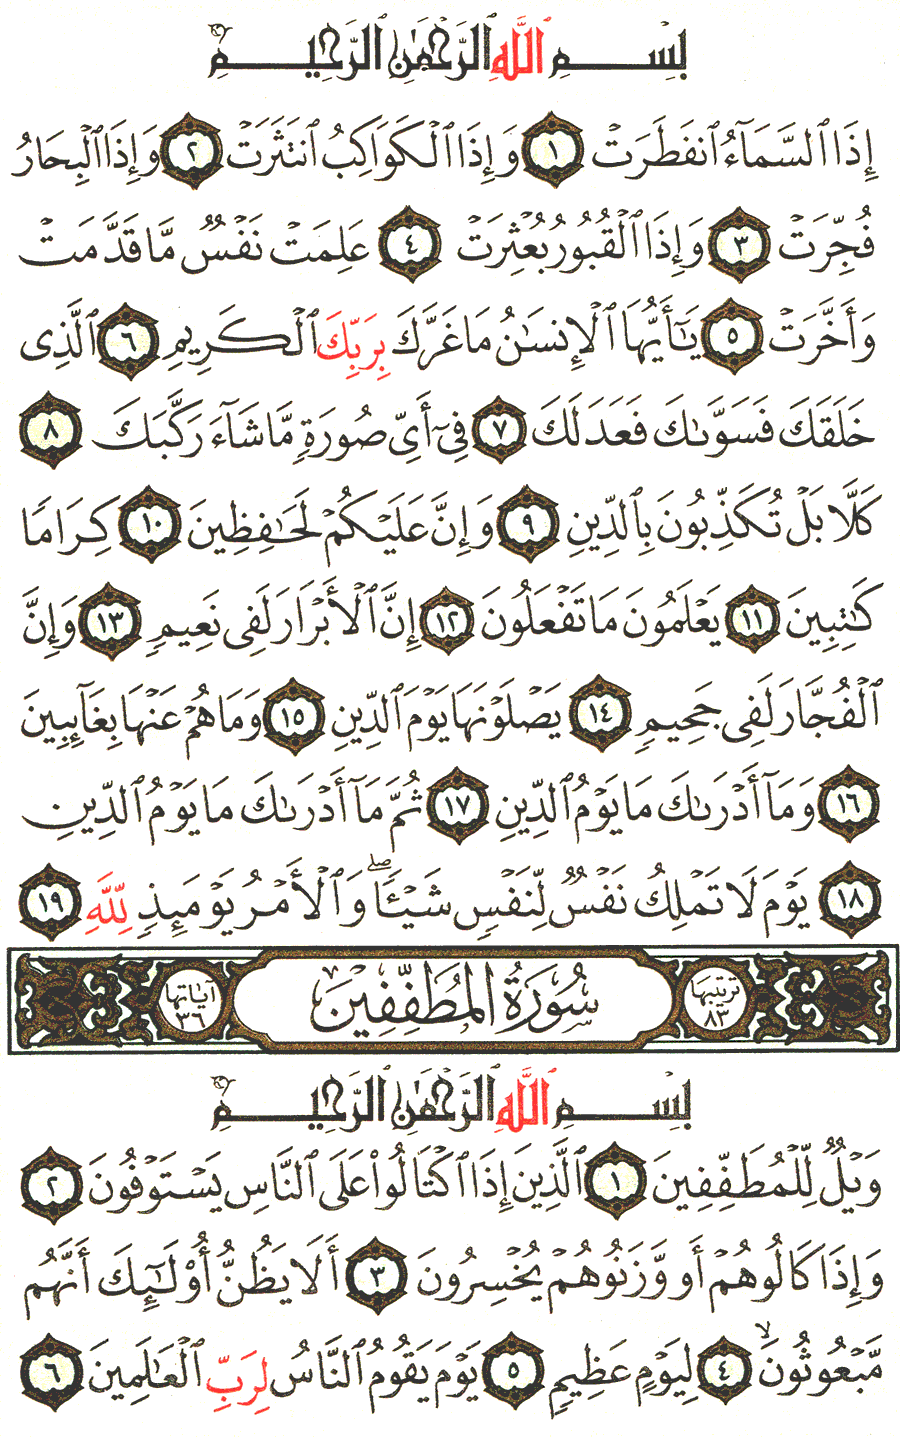 بِسْمِ ٱللَّهِ ٱلرَّحْمَٰنِ ٱلرَّحِيمِ
إِذَا ٱلسَّمَآءُ ٱنفَطَرَتْ ١ وَإِذَا ٱلْكَوَاكِبُ ٱنتَثَرَتْ ٢ وَإِذَا ٱلْبِحَارُ
فُجِّرَتْ ٣ وَإِذَا ٱلْقُبُورُ بُعْثِرَتْ ٤ عَلِمَتْ نَفْسٌ مَّا قَدَّمَتْ
وَأَخَّرَتْ ٥ يَٰٓأَيُّهَا ٱلْإِنسَٰنُ مَا غَرَّكَ بِرَبِّكَ ٱلْكَرِيمِ ٦ ٱلَّذِى
خَلَقَكَ فَسَوَّىٰكَ فَعَدَلَكَ ٧ فِىٓ أَىِّ صُورَةٍ مَّا شَآءَ رَكَّبَكَ ٨
كَلَّا بَلْ تُكَذِّبُونَ بِٱلدِّينِ ٩ وَإِنَّ عَلَيْكُمْ لَحَٰفِظِينَ ١٠ كِرَامًا
كَٰتِبِينَ ١١ يَعْلَمُونَ مَا تَفْعَلُونَ ١٢ إِنَّ ٱلْأَبْرَارَ لَفِى نَعِيمٍ ١٣ وَإِنَّ
ٱلْفُجَّارَ لَفِى جَحِيمٍ ١٤ يَصْلَوْنَهَا يَوْمَ ٱلدِّينِ ١٥ وَمَا هُمْ عَنْهَا بِغَآئِبِينَ
١٦ وَمَآ أَدْرَىٰكَ مَا يَوْمُ ٱلدِّينِ ١٧ ثُمَّ مَآ أَدْرَىٰكَ مَا يَوْمُ ٱلدِّينِ
١٨ يَوْمَ لَا تَمْلِكُ نَفْسٌ لِّنَفْسٍ شَيْـًٔا ۖ وَٱلْأَمْرُ يَوْمَئِذٍ لِّلَّهِ ١٩
ترتيبها ٨٣ سُورَةُ المُطَفِّفِينَ آياتها ٣٦
بِسْمِ ٱللَّهِ ٱلرَّحْمَٰنِ ٱلرَّحِيمِ
وَيْلٌ لِّلْمُطَفِّفِينَ ١ ٱلَّذِينَ إِذَا ٱكْتَالُوا۟ عَلَى ٱلنَّاسِ يَسْتَوْفُونَ ٢
وَإِذَا كَالُوهُمْ أَو وَّزَنُوهُمْ يُخْسِرُونَ ٣ أَلَا يَظُنُّ أُو۟لَٰٓئِكَ أَنَّهُم
مَّبْعُوثُونَ ۙ ٤ لِيَوْمٍ عَظِيمٍ ٥ يَوْمَ يَقُومُ ٱلنَّاسُ لِرَبِّ ٱلْعَٰلَمِينَ ٦